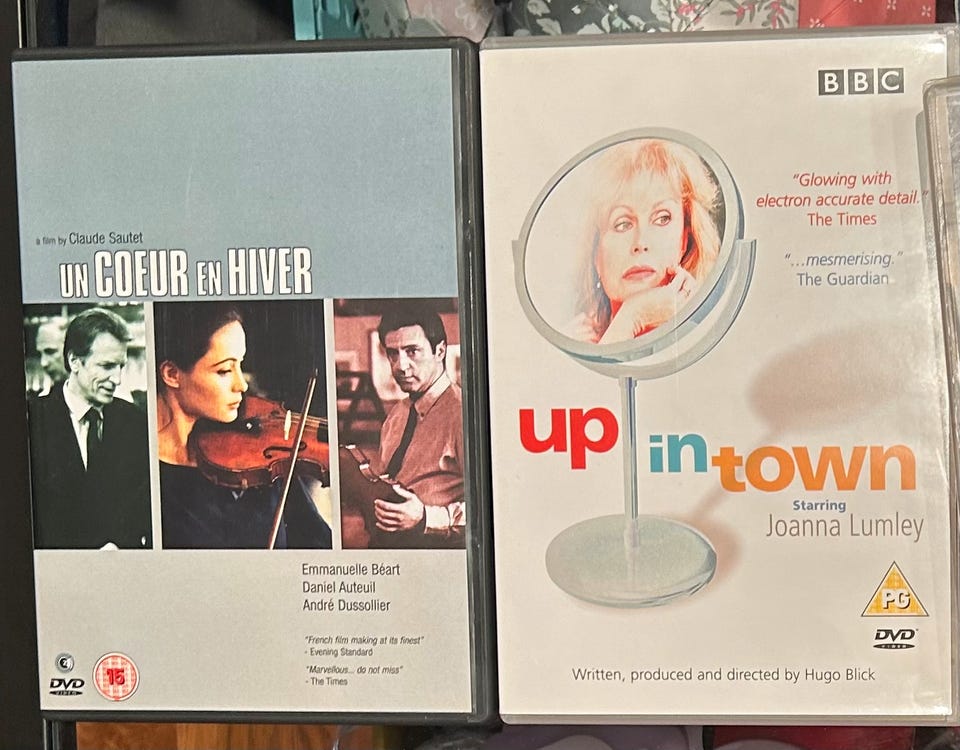 a film by Claude Sautet
UN COEUR EN HIVER
Emmanuelle Béart
Daniel Auteuil
André Dussollier
"French film making at its finest"
- Evening Standard
"Marvellous... do not miss"
- The Times
DVD
VIDEO
15
BBC
"Glowing with
electron accurate detail."
The Times
"...mesmerising."
The Guardian
up in town
Starring
Joanna Lumley
PG
DVD
VIDEO
Written, produced and directed by Hugo Blick